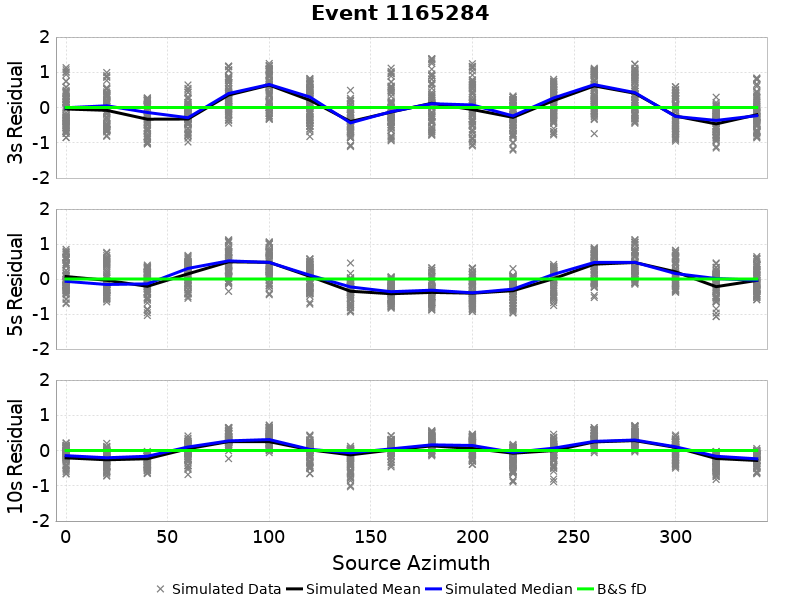 Event 1165284
3s Residual
2
1
0
-1
-2
5s Residual
2
1
0
-1
-2
10s Residual
2
1
0
-1
-2
0 50 100 150 200 250 300
Source Azimuth
Simulated Data Simulated Mean Simulated Median B&S fD